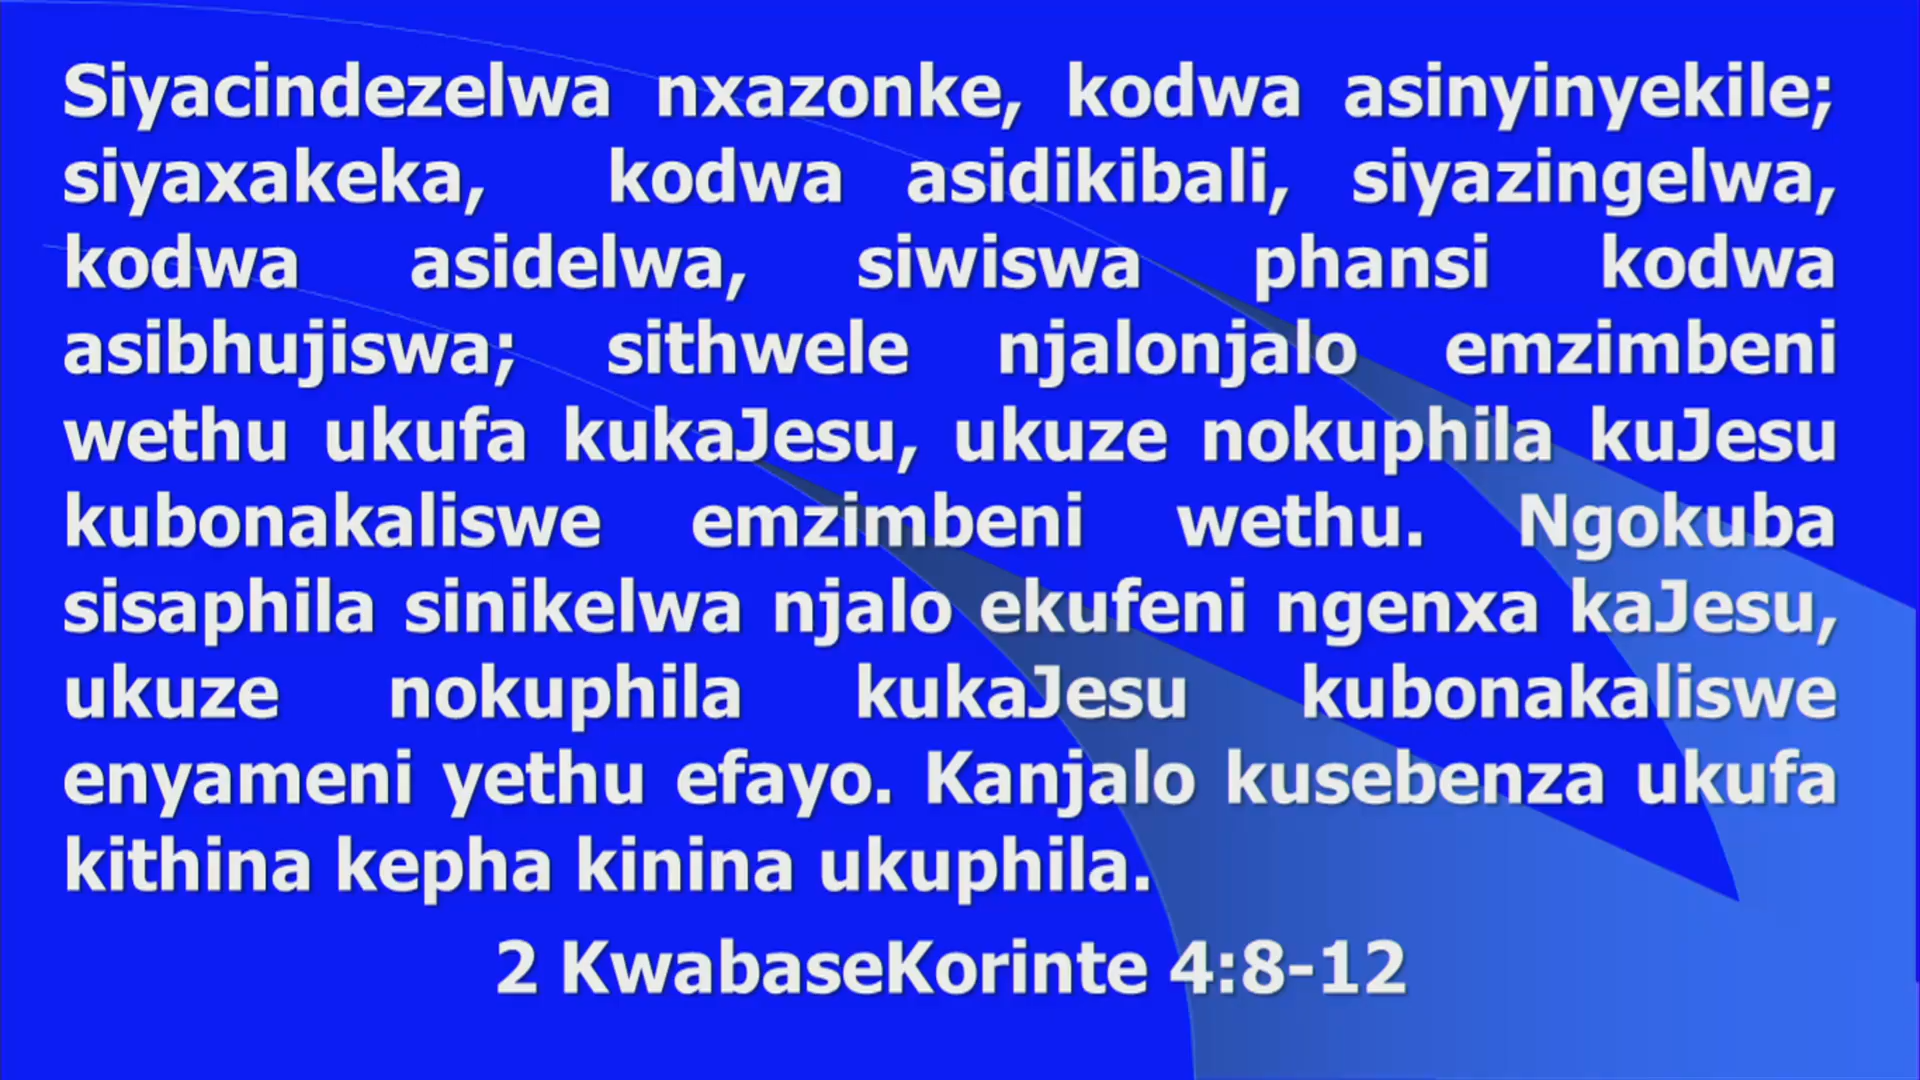 Siyacindezelwa nxazonke, kodwa asinyinyekile;
siyaxakeka, kodwa asidikibali, siyazingelwa,
kodwa asidelwa, siwiswa phansi kodwa
asibhujiswa; sithwele njalonjalo emzimbeni
wethu ukufa kukaJesu, ukuze nokuphila kuJesu
kubonakaliswe emzimbeni wethu. Ngokuba
sisaphila sinikelwa njalo ekufeni ngenxa kaJesu,
ukuze nokuphila kukaJesu kubonakaliswe
enyameni yethu efayo. Kanjalo kusebenza ukufa
kithina kepha kinina ukuphila.
2 KwabaseKorinte 4:8-12